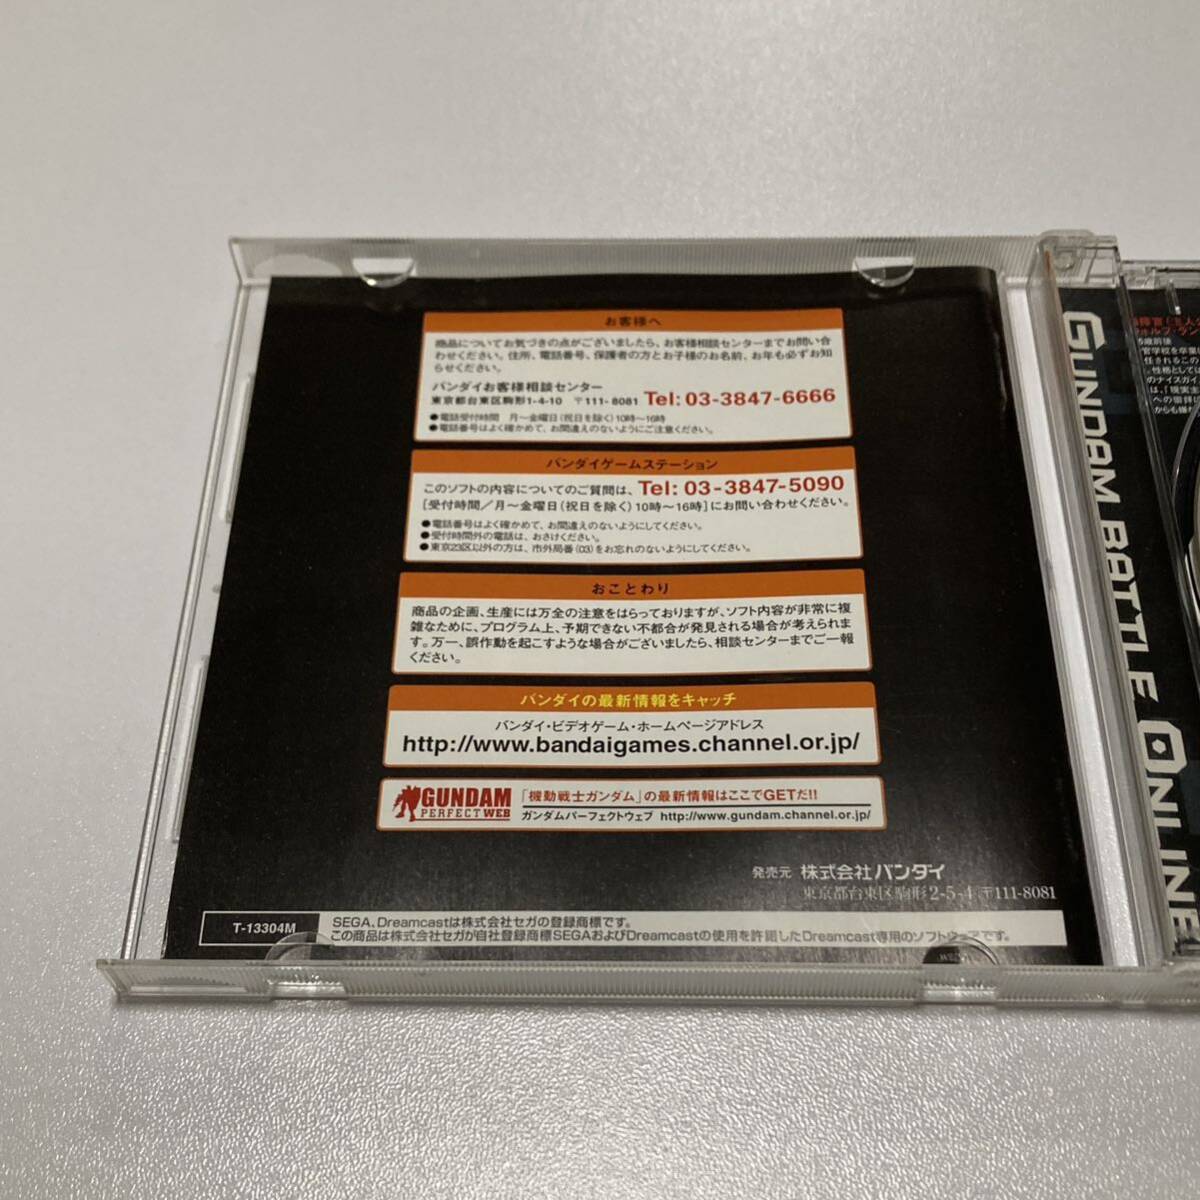 お客様へ
商品についてお気づきの点がございましたら、お客様相談センターまでお問い合
わせください。住所、電話番号、保護者の方とお子様のお名前、お年も必ずお知
らせください。
バンダイお客様相談センター
東京都台東区駒形1-4-10 〒111-8081 Tel: 03-3847-6666
●電話受付時間 月〜金曜日(祝日を除く)10時〜16時
●電話番号はよく確かめて、お間違えのないようにご注意ください。
バンダイゲームステーション
このソフトの内容についてのご質問は、 Tel: 03-3847-5090
[受付時間/月〜金曜日(祝日を除く)10時〜16時]にお問い合わせください。
●電話番号はよく確かめて、お間違えのないようにしてください。
●受付時間外の電話は、おさけください。
●東京23区以外の方は、市外局番(03)をお忘れのないようにしてください。
おことわり
商品の企画、生産には万全の注意をはらっておりますが、ソフト内容が非常に複
雑なために、プログラム上、予期できない不都合が発見される場合が考えられま
す。万一、誤作動を起こすような場合がございましたら、相談センターまでご一報
ください。
バンダイの最新情報をキャッチ
バンダイ・ビデオゲーム・ホームページアドレス
http://www.bandaigames.channel.or.jp/
GUNDAM
PERFECT WEB
「機動戦士ガンダム」の最新情報はここでGETだ!!
ガンダムパーフェクトウェブ http://www.gundam.channel.or.jp/
発売元 株式会社バンダイ
東京都台東区駒形2-5-4 〒111-8081
T-13304M
SEGA、Dreamcastは株式会社セガの登録商標です。
この商品は株式会社セガが自社登録商標SEGAおよびDreamcastの使用を許諾したDreamcast専用のソフトウェアです。
GUNDAM BATTLE ONLINE
官学校を卒業
任されるこの
性格としては
のナイスガイ
は、「現実主